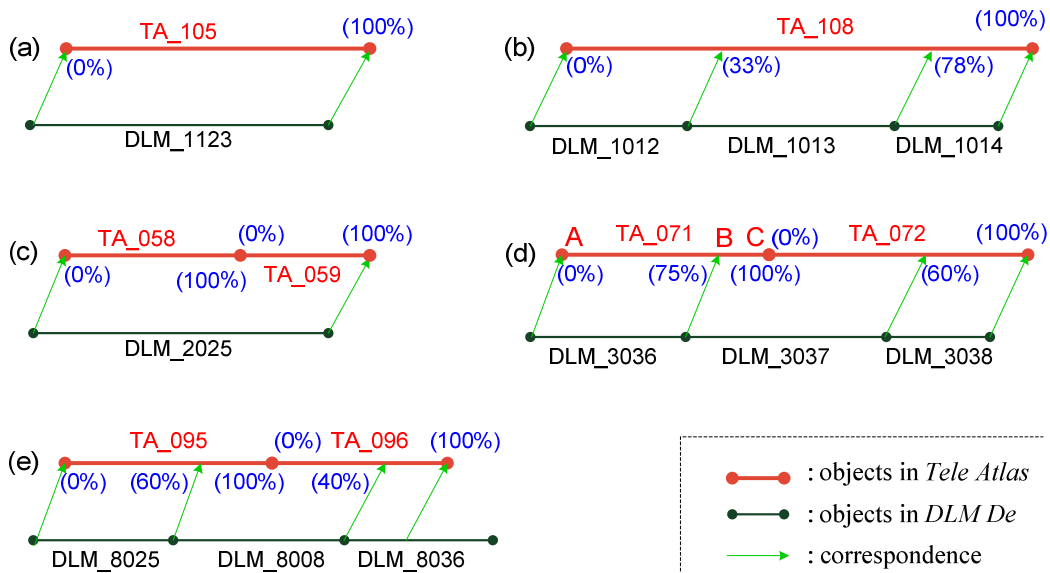 (a)
TA_105
(100%)
(0%)
DLM_1123
(b)
TA_108
(100%)
(0%)
(33%)
(78%)
DLM_1012
DLM_1013
DLM_1014
(c)
TA_058
(0%)
(100%)
(0%)
(100%)
TA_059
DLM_2025
(d)
A
TA_071
B
C
(0%)
TA_072
(100%)
(0%)
(75%)
(100%)
(60%)
DLM_3036
DLM_3037
DLM_3038
(e)
TA_095
(0%)
TA_096
(100%)
(0%)
(60%)
(100%)
(40%)
DLM_8025
DLM_8008
DLM_8036
: objects in Tele Atlas
: objects in DLM De
: correspondence